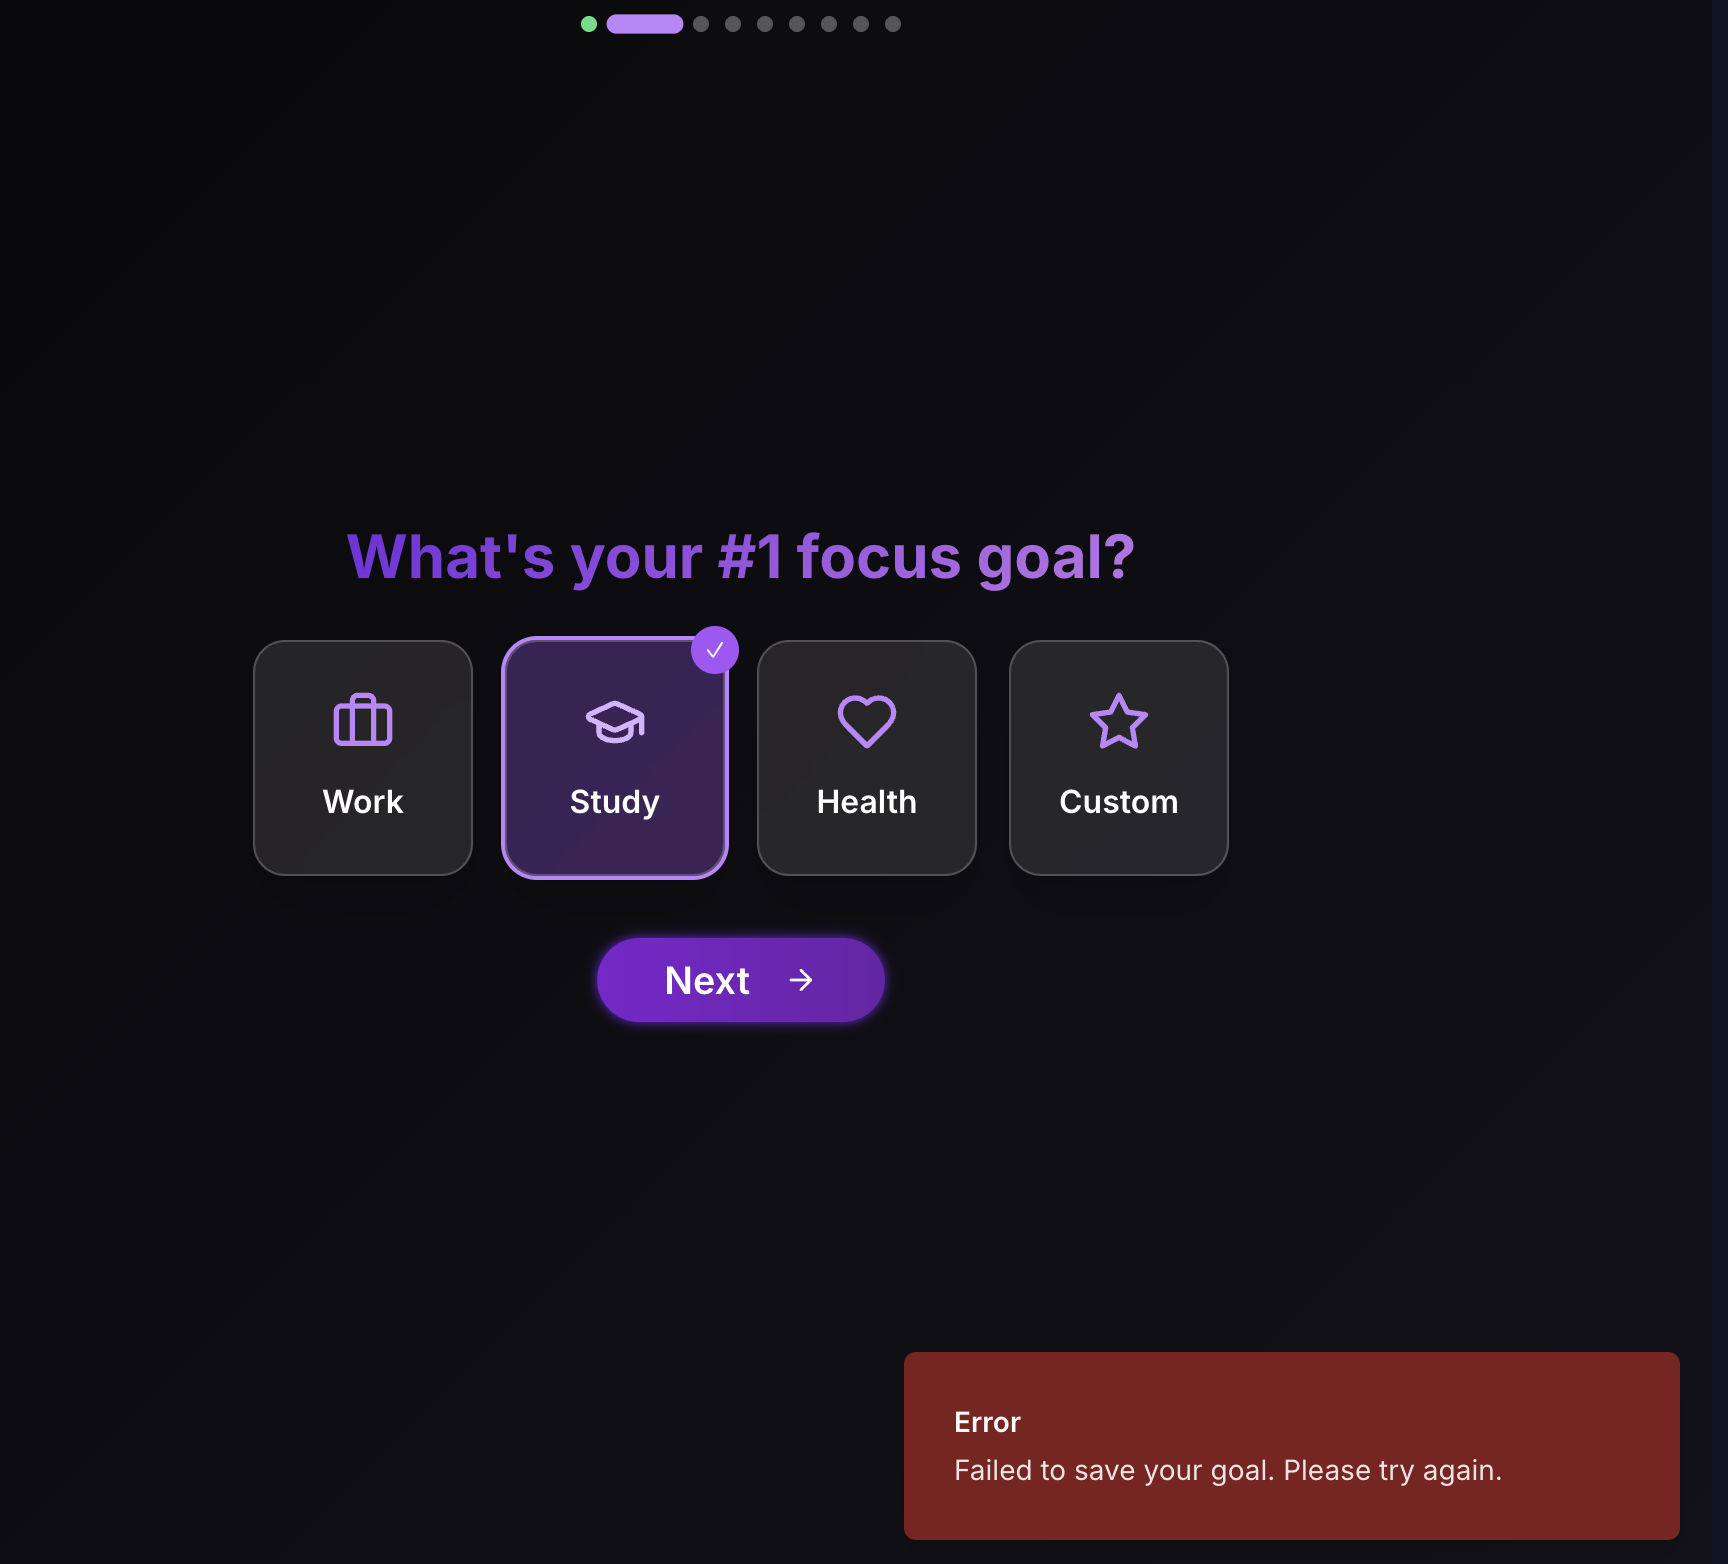 What's your #1 focus goal?
Work
Study
Health
Custom
Next
Error
Failed to save your goal. Please try again.